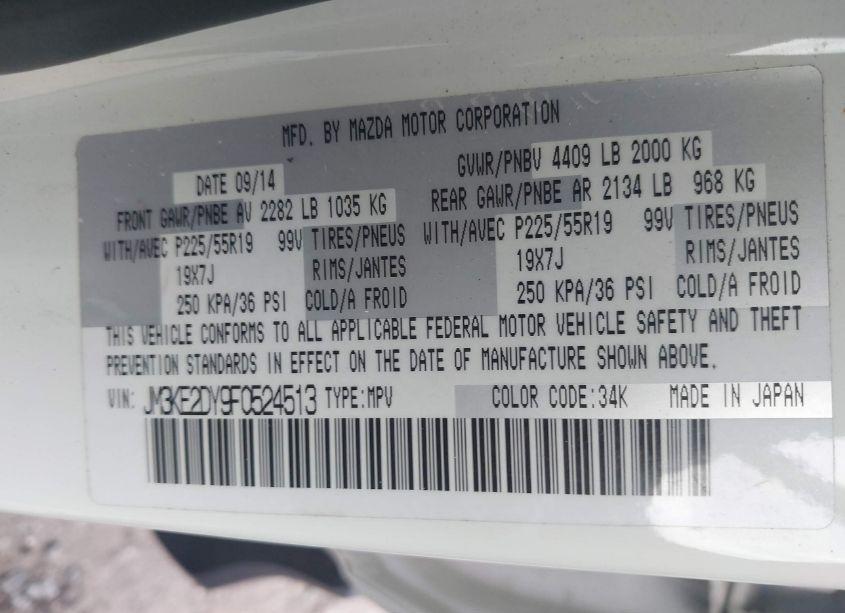 MFD. BY MAZDA MOTOR CORPORATION
DATE 09/14 GVWR/PNBV 4409 LB 2000 KG
FRONT GAWR/PNBE AV 2282 LB 1035 KG REAR GAWR/PNBE AR 2134 LB 968 KG
WITH/AVEC P225/55R19 99V TIRES/PNEUS WITH/AVEC P225/55R19 99V TIRES/PNEUS
19X7J RIMS/JANTES 19X7J RIMS/JANTES
250 KPA/36 PSI COLD/A FROID 250 KPA/36 PSI COLD/A FROID
THIS VEHICLE CONFORMS TO ALL APPLICABLE FEDERAL MOTOR VEHICLE SAFETY AND THEFT
PREVENTION STANDARDS IN EFFECT ON THE DATE OF MANUFACTURE SHOWN ABOVE.
VIN: JM3KE2DY9F0524513 TYPE:MPV COLOR CODE:34K MADE IN JAPAN